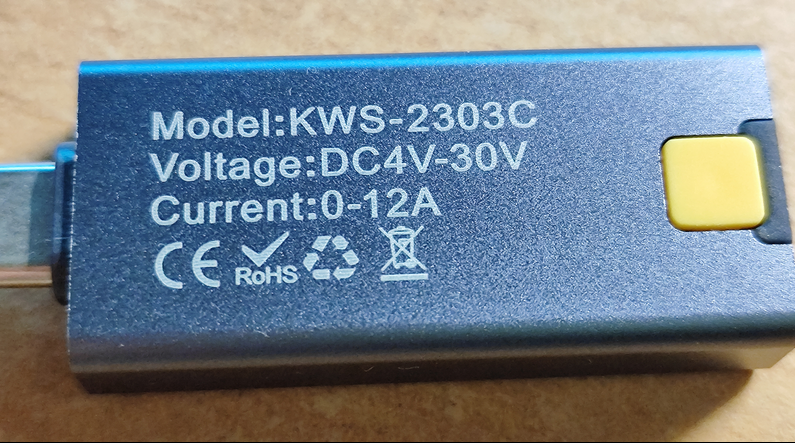 Model:KWS-2303C
Voltage:DC4V-30V
Current:0-12A
CE RoHS